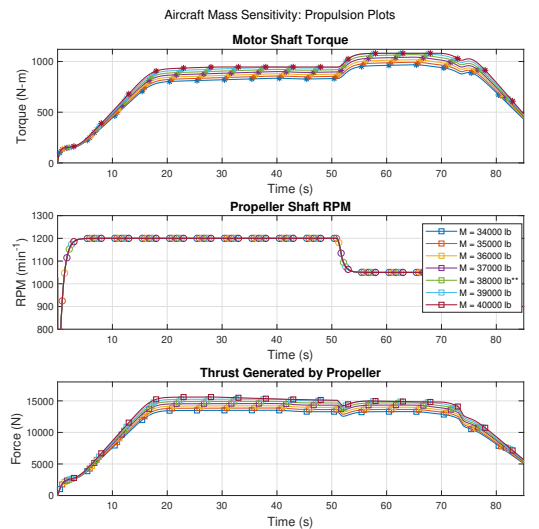 Aircraft Mass Sensitivity: Propulsion Plots
Motor Shaft Torque
1000
500
0
Torque (N·m)
10 20 30 40 50 60 70 80
Time (s)
Propeller Shaft RPM
1300
1200
1100
1000
900
800
RPM (min⁻¹)
M = 34000 lb
M = 35000 lb
M = 36000 lb
M = 37000 lb
M = 38000 lb**
M = 39000 lb
M = 40000 lb
10 20 30 40 50 60 70 80
Time (s)
Thrust Generated by Propeller
15000
10000
5000
0
Force (N)
10 20 30 40 50 60 70 80
Time (s)